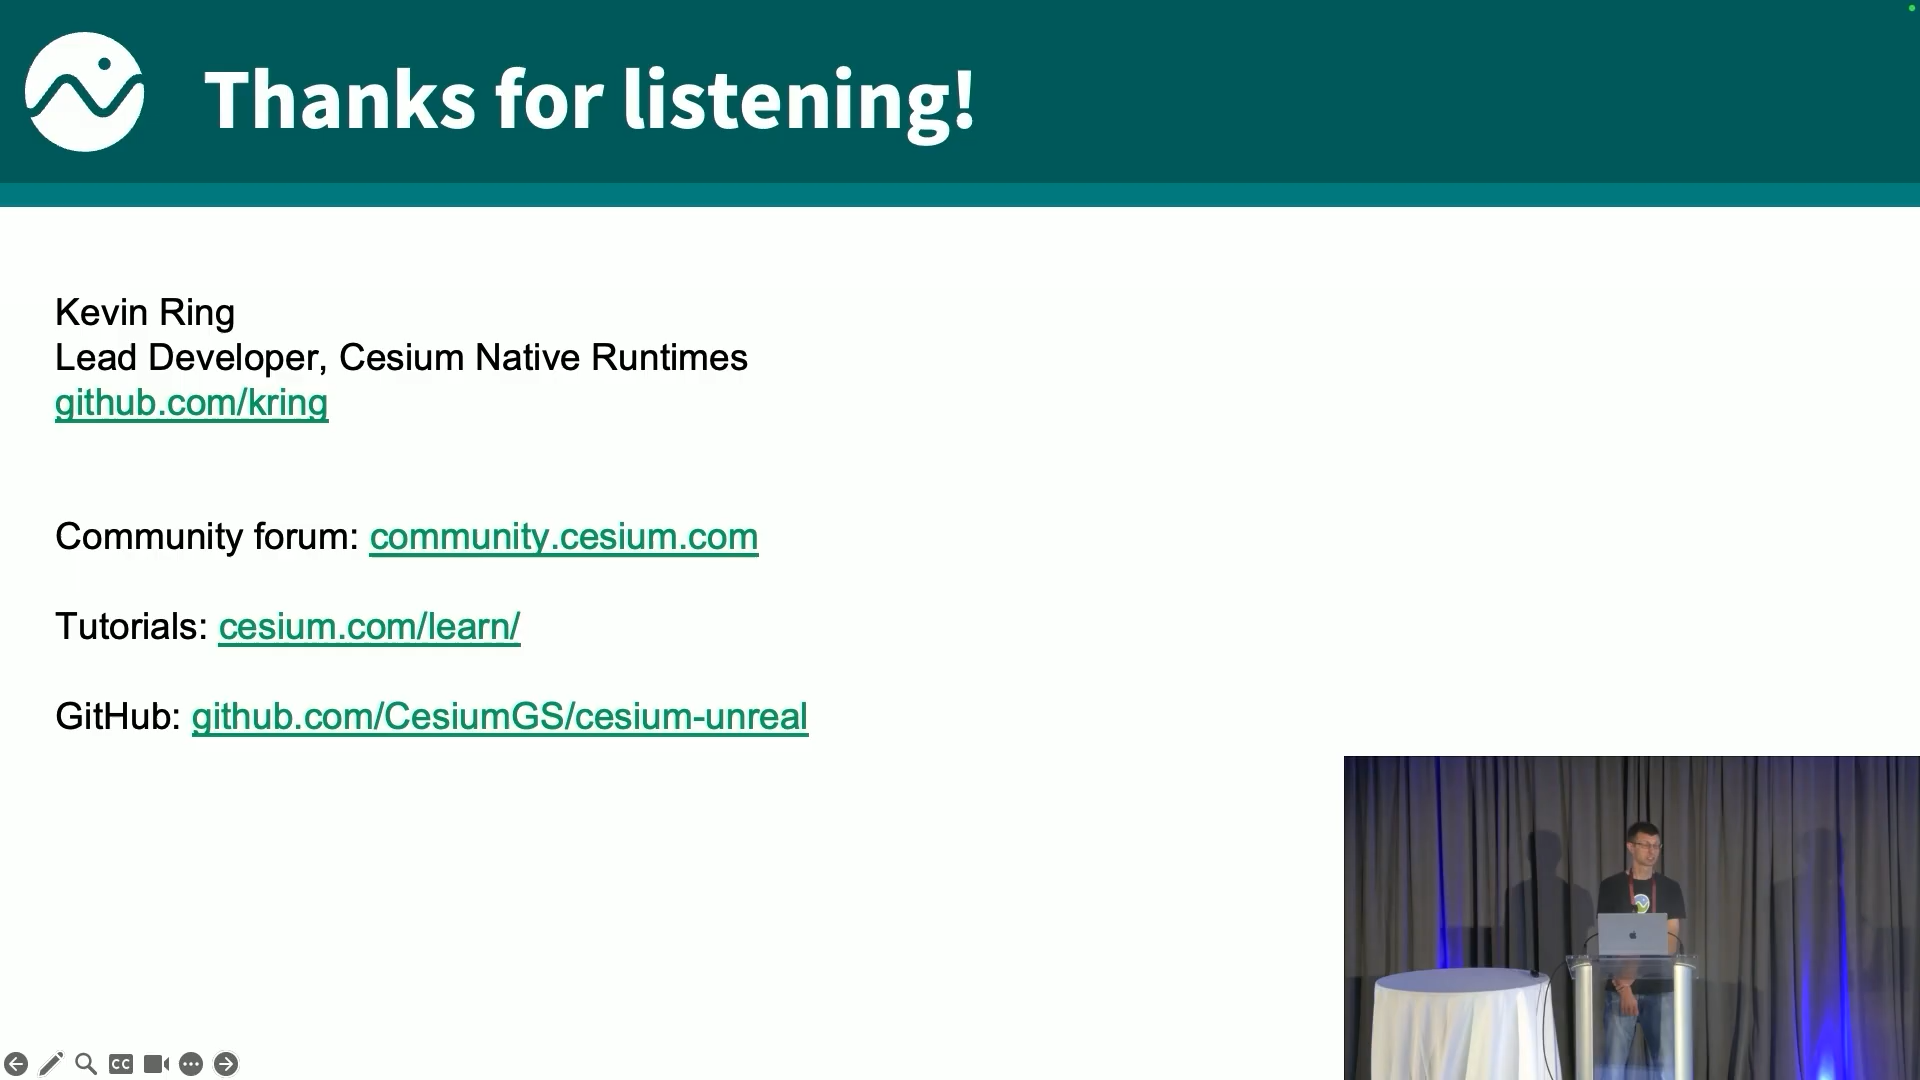 Thanks for listening!
Kevin Ring
Lead Developer, Cesium Native Runtimes
github.com/kring
Community forum: community.cesium.com
Tutorials: cesium.com/learn/
GitHub: github.com/CesiumGS/cesium-unreal
CC